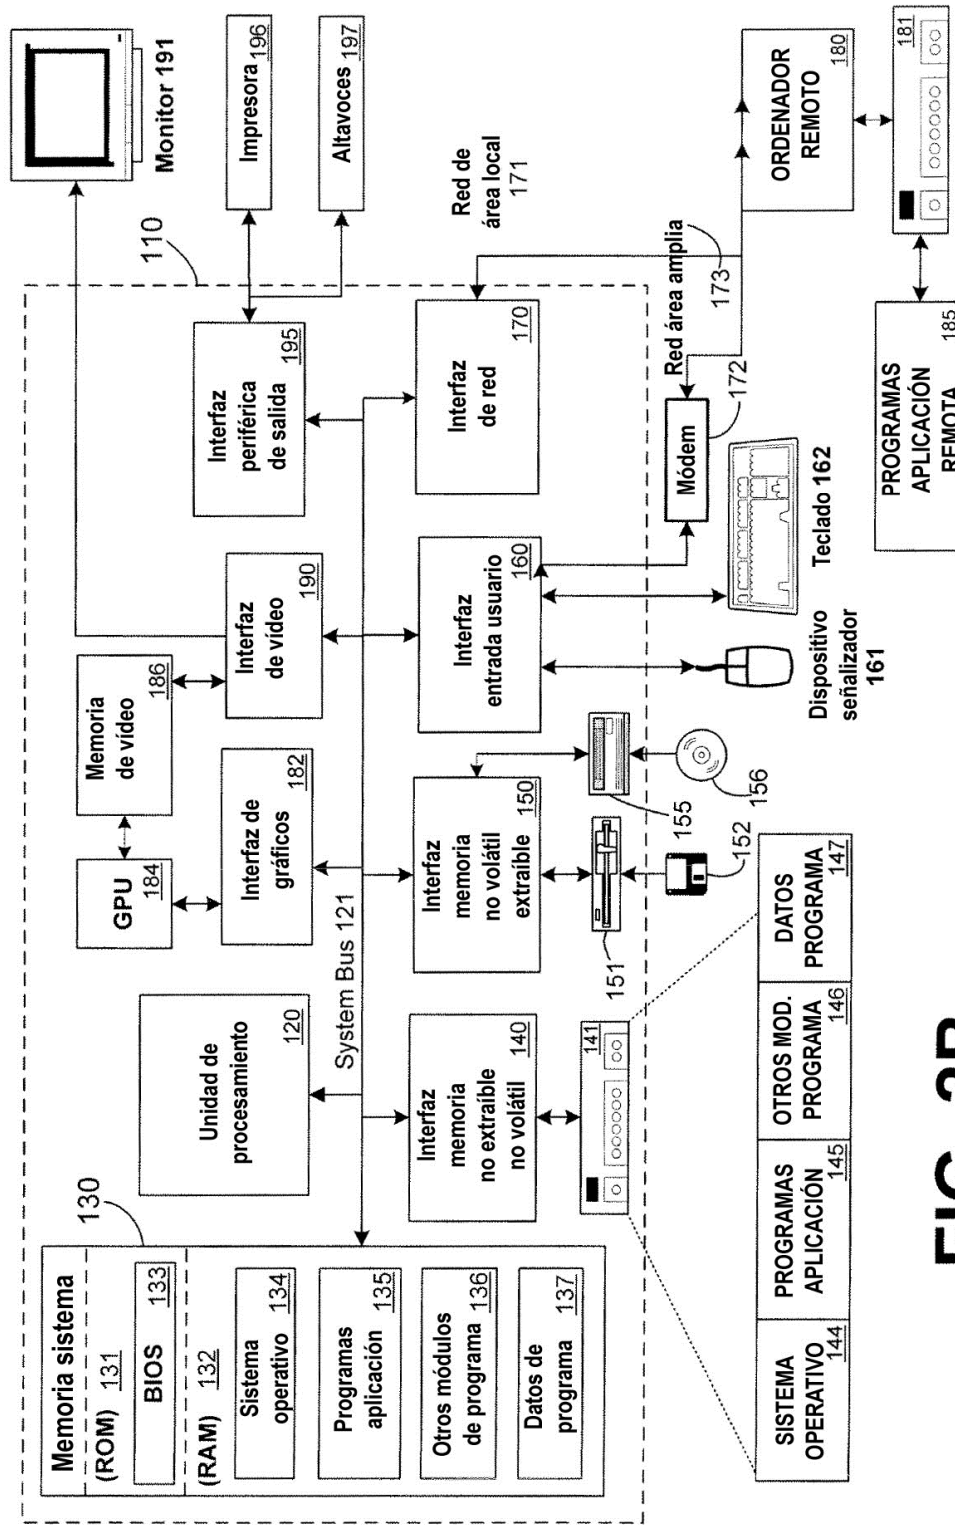 Memoria sistema
(ROM) 131
BIOS 133
(RAM) 132
Sistema
operativo 134
Programas
aplicación 135
Otros módulos
de programa 136
Datos de
programa 137
130
Unidad de
procesamiento
120
System Bus 121
GPU
184
Memoria
de vídeo
186
Interfaz de
gráficos
182
Interfaz
de vídeo
190
Interfaz
periférica
de salida
195
110
Monitor 191
Impresora 196
Altavoces 197
Interfaz
memoria
no extraíble
no volátil
140
Interfaz
memoria
no volátil
extraíble
150
Interfaz
entrada usuario
160
Interfaz
de red
170
Red de
área local
171
141
151
152
155
156
Módem
172
Red área amplia
173
Dispositivo
señalizador
161
Teclado 162
ORDENADOR
REMOTO
180
181
PROGRAMAS
APLICACIÓN
REMOTA
185
SISTEMA
OPERATIVO 144
PROGRAMAS
APLICACIÓN 145
OTROS MOD.
PROGRAMA 146
DATOS
PROGRAMA 147